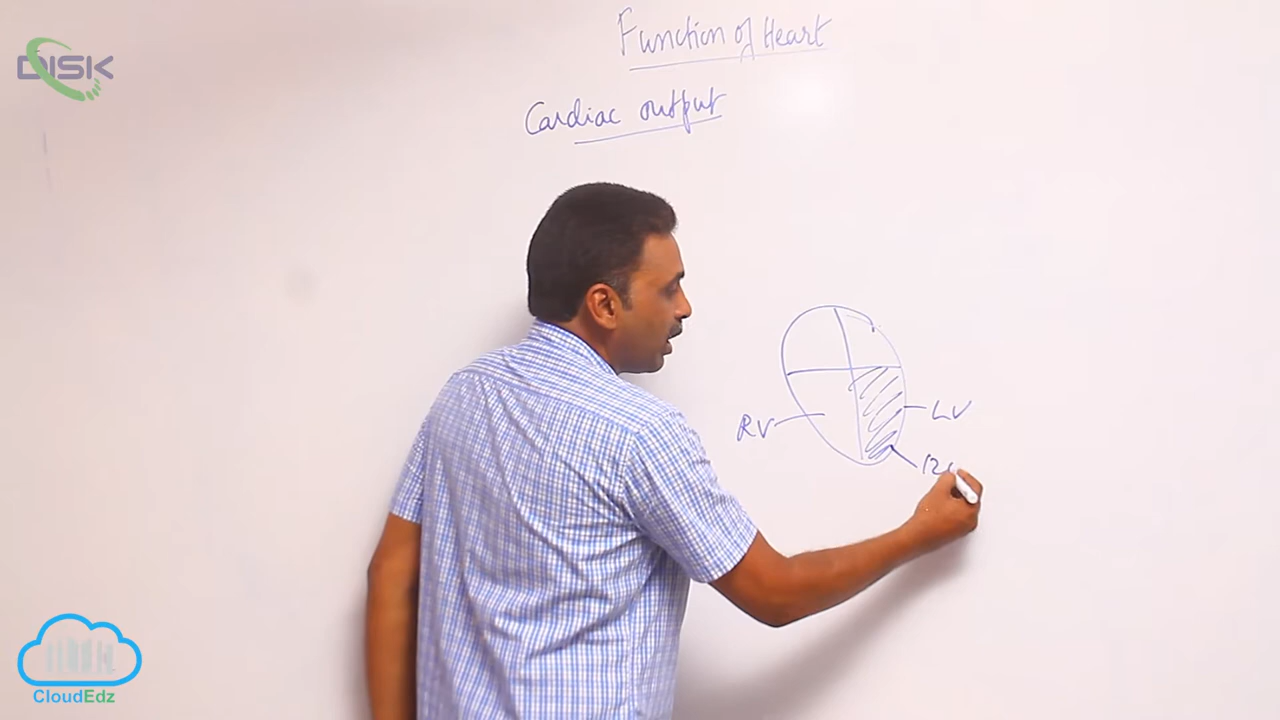 Function of Heart
DISK
Cardiac output
LV
RV
CloudEdz